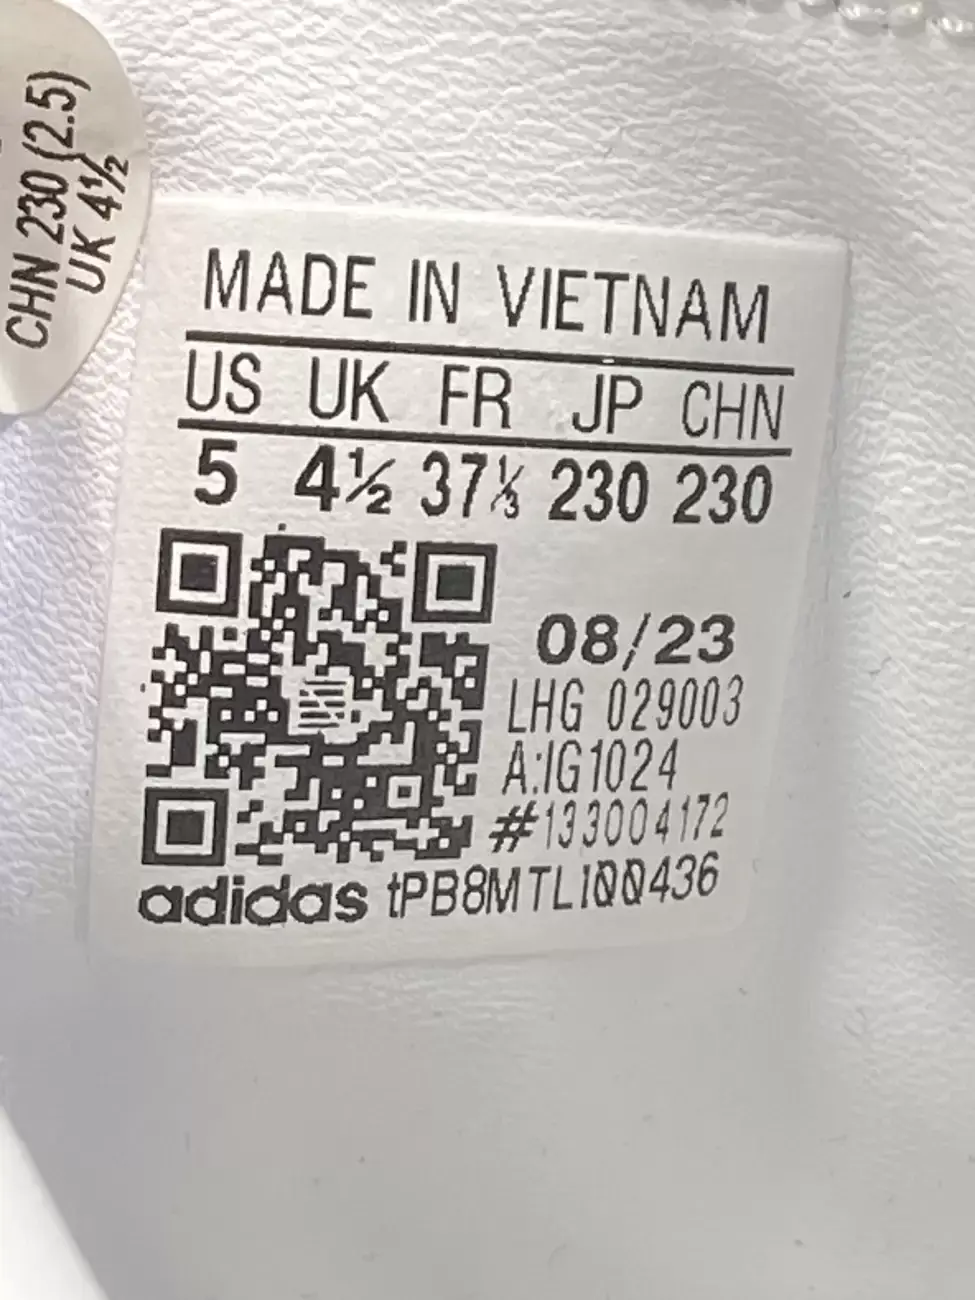 CHN 230 (2.5)
UK 4½
MADE IN VIETNAM
US UK FR JP CHN
5 4½ 37⅓ 230 230
08/23
LHG 029003
A:IG1024
#133004172
adidas tPB8MTL100436